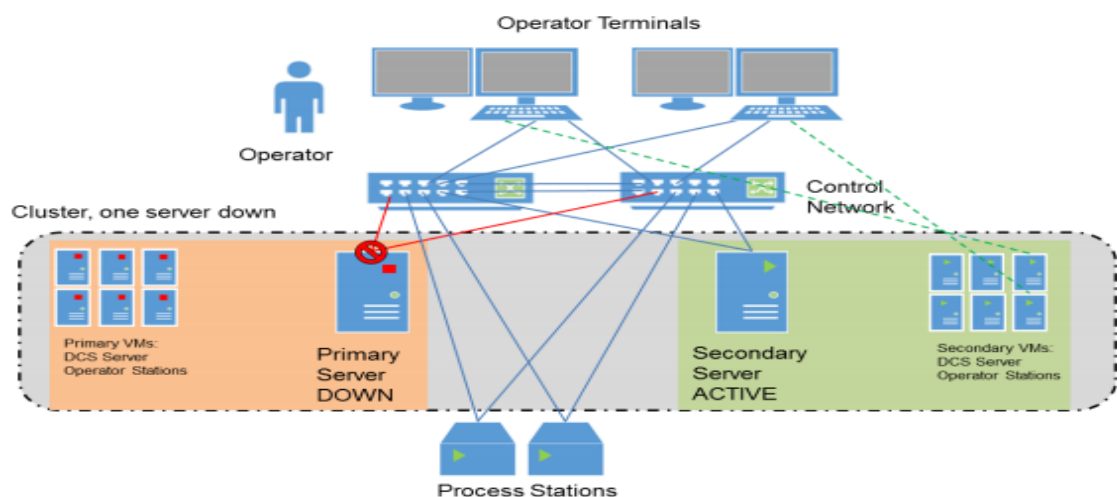 Operator Terminals
Operator
Control
Network
Cluster, one server down
Primary VMs:
DCS Server
Operator Stations
Primary
Server
DOWN
Secondary
Server
ACTIVE
Secondary VMs:
DCS Server
Operator Stations
Process Stations